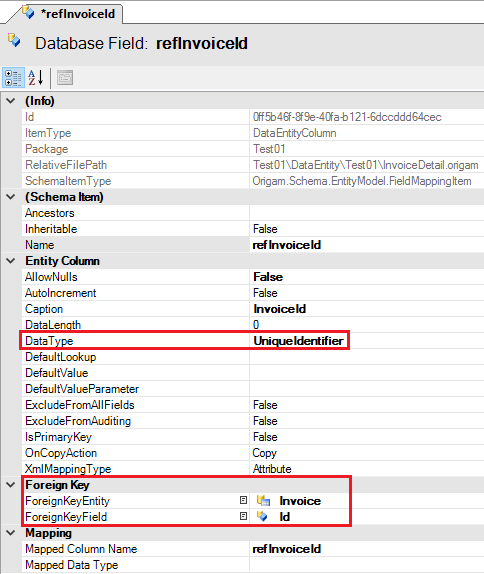 *refInvoiceId
Database Field: refInvoiceId
(Info)
Id 0ff5b46f-8f9e-40fa-b121-6dccddd64cec
ItemType DataEntityColumn
Package Test01
RelativeFilePath Test01\DataEntity\Test01\InvoiceDetail.origam
SchemaItemType Origam.Schema.EntityModel.FieldMappingItem
(Schema Item)
Ancestors
Inheritable False
Name refInvoiceId
Entity Column
AllowNulls False
AutoIncrement False
Caption InvoiceId
DataLength 0
DataType UniqueIdentifier
DefaultLookup
DefaultValue
DefaultValueParameter
ExcludeFromAllFields False
ExcludeFromAuditing False
IsPrimaryKey False
OnCopyAction Copy
XmlMappingType Attribute
Foreign Key
ForeignKeyEntity Invoice
ForeignKeyField Id
Mapping
Mapped Column Name refInvoiceId
Mapped Data Type